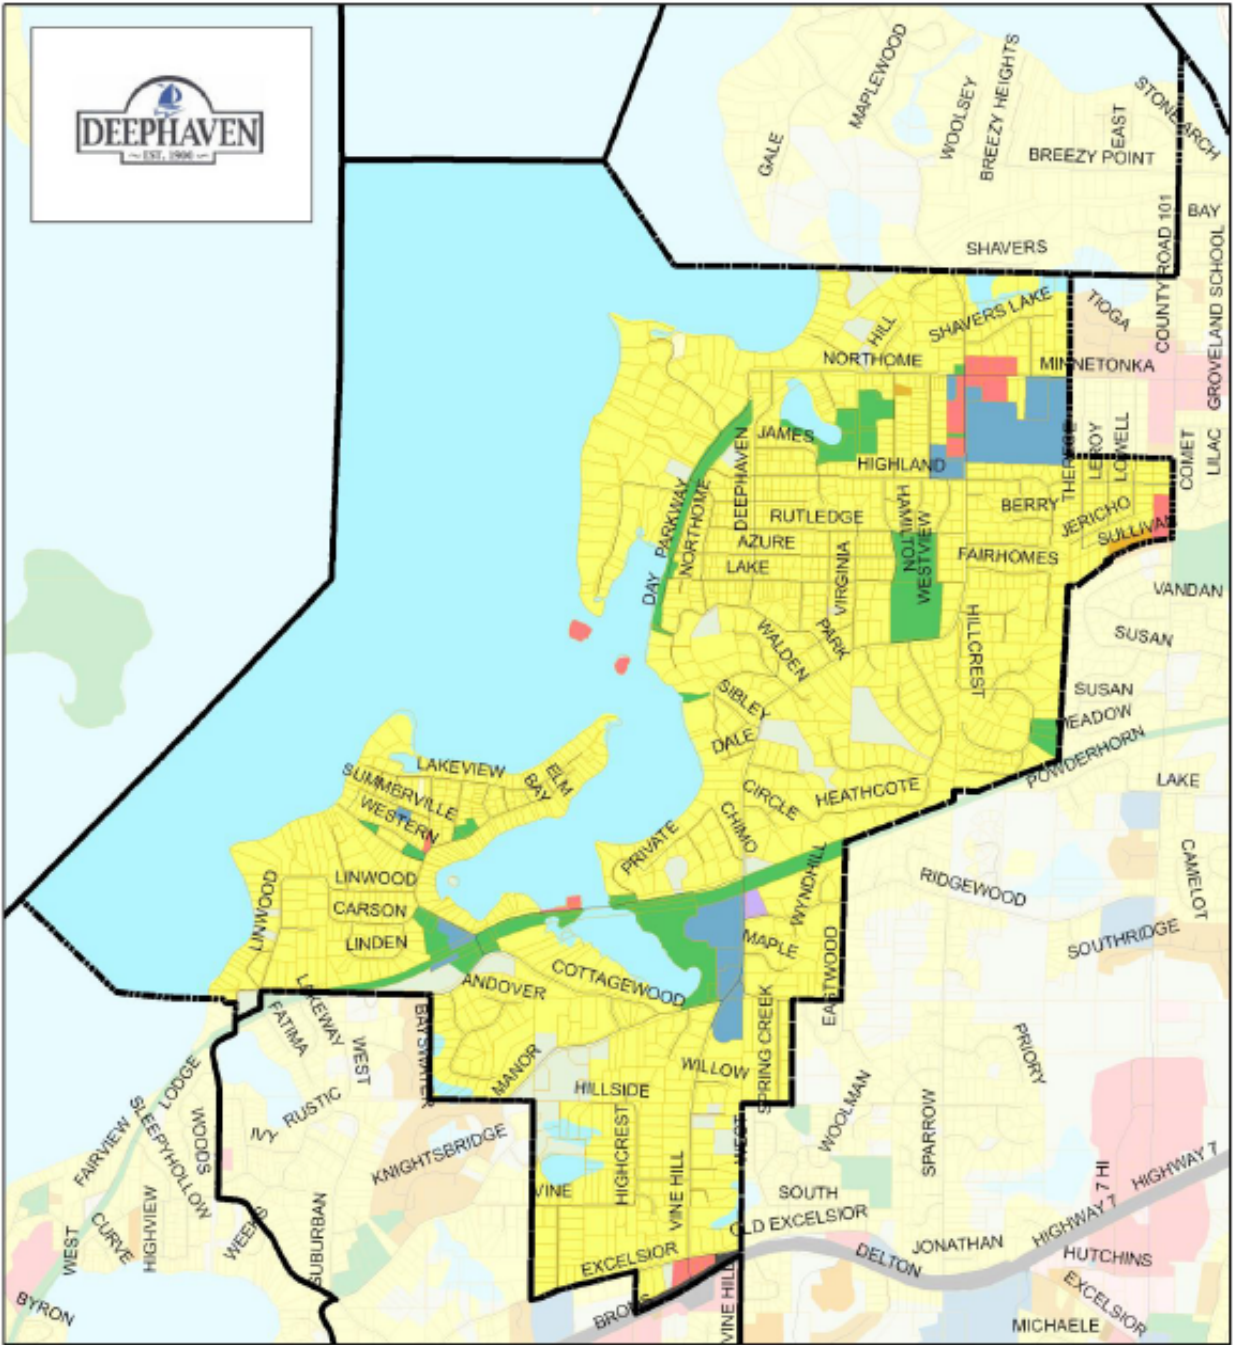 DEEPHAVEN
EST. 1900
MAPLEWOOD
WOOLSEY
BREEZY HEIGHTS
EAST
STONE ARCH
GALE
BREEZY POINT
BAY
SHAVERS
COUNTY ROAD 101
GROVELAND SCHOOL
TIOGA
SHAVERS LAKE
HILL
NORTHOME
MINNETONKA
JAMES
HIGHLAND
DEEPHAVEN
THERESE
LEROY
LOWELL
COMET
LILAC
PARKWAY
NORTHOME
DAY
RUTLEDGE
AZURE
LAKE
HAMILTON
WESTVIEW
BERRY
JERICHO
SULLIVAN
FAIRHOMES
VIRGINIA
VANDAN
SUSAN
WALDEN
PARK
HILLCREST
SIBLEY
SUSAN
MEADOW
DALE
POWDERHORN
LAKE
LAKEVIEW
ELM
BAY
SUMMERVILLE
WESTERN
CIRCLE
HEATHCOTE
CHIMO
PRIVATE
WYNDHILL
CAMELOT
RIDGEWOOD
LINWOOD
LINWOOD
CARSON
LINDEN
MAPLE
SOUTHRIDGE
COTTAGEWOOD
ANDOVER
EASTWOOD
LAKEWAY
FATIMA
WEST
BAYSWATER
SPRING CREEK
PRIORY
MANOR
WILLOW
HILLSIDE
LODGE
FAIRVIEW
SLEEPYHOLLOW
WOODS
IVY
RUSTIC
KNIGHTSBRIDGE
HIGHCREST
VINE HILL
WEST
WOOLMAN
SPARROW
VINE
7 HI
HIGHWAY 7
SOUTH
OLD EXCELSIOR
HIGHWAY 7
WEST
CURVE
HIGHVIEW
WEEKS
SUBURBAN
EXCELSIOR
DELTON
JONATHAN
HUTCHINS
EXCELSIOR
BYRON
VINE HILL
MICHAELE